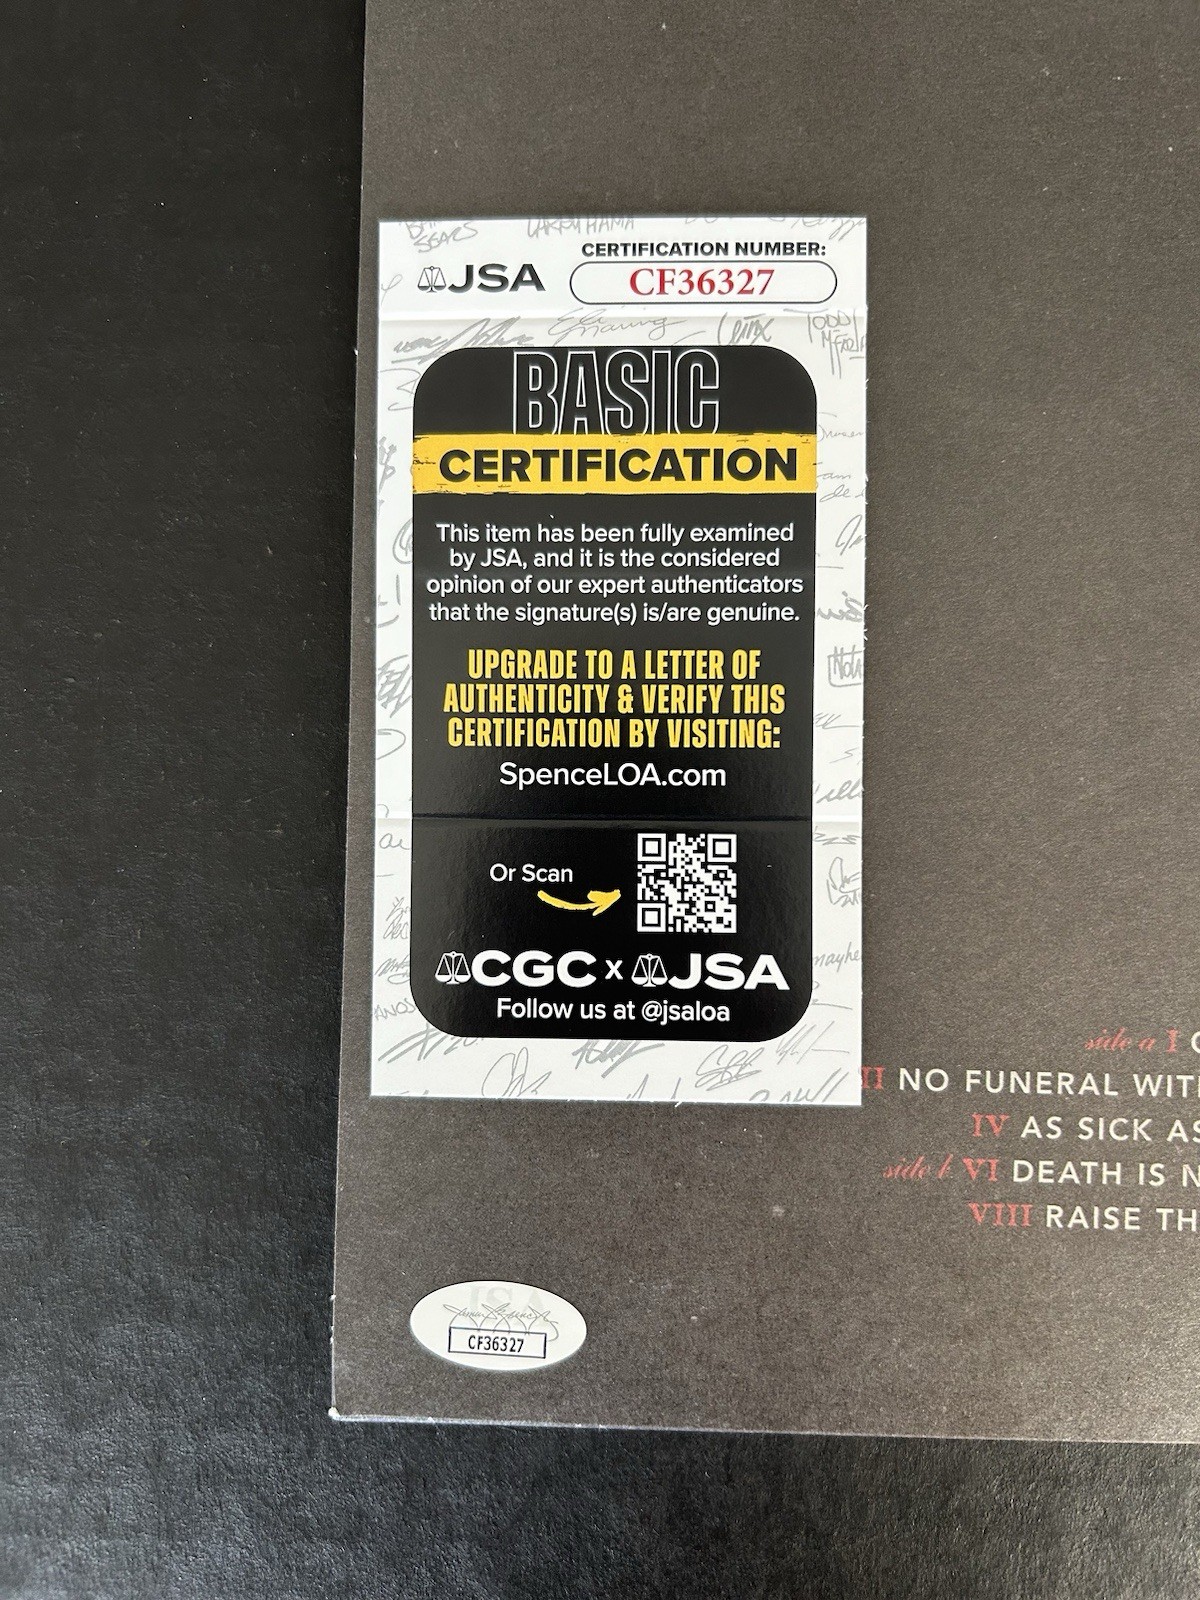 JSA
CERTIFICATION NUMBER:
CF36327
BASIC
CERTIFICATION
This item has been fully examined
by JSA, and it is the considered
opinion of our expert authenticators
that the signature(s) is/are genuine.
UPGRADE TO A LETTER OF
AUTHENTICITY & VERIFY THIS
CERTIFICATION BY VISITING:
SpenceLOA.com
Or Scan
CGC x JSA
Follow us at @jsaloa
side a I
II NO FUNERAL WIT
IV AS SICK AS
side b VI DEATH IS N
VIII RAISE TH
JSA
CF36327